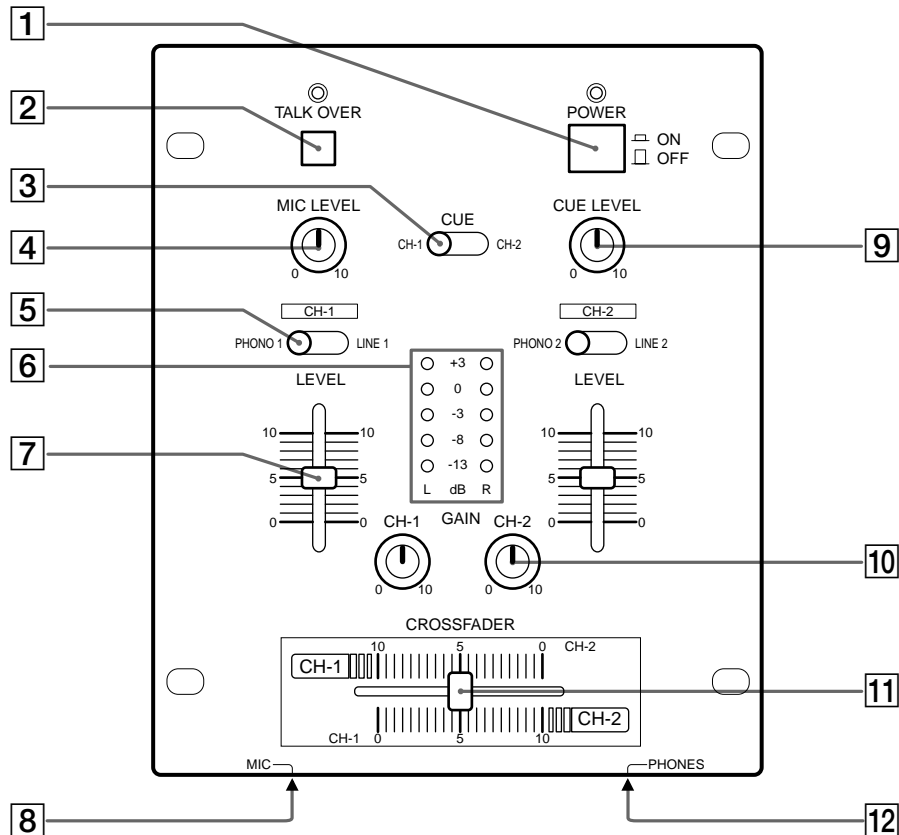 1
2
TALK OVER
POWER
ON
OFF
3
MIC LEVEL
CUE
CUE LEVEL
CH-1
CH-2
4
9
0 10
0 10
5
CH-1
CH-2
PHONO 1
LINE 1
PHONO 2
LINE 2
6
+3
0
-3
-8
-13
L dB R
LEVEL
LEVEL
7
10 10
5 5
0 0
10 10
5 5
0 0
GAIN
CH-1
CH-2
0 10
0 10
10
CROSSFADER
10 5 0 CH-2
CH-1
11
CH-2
CH-1 0 5 10
MIC
PHONES
8
12